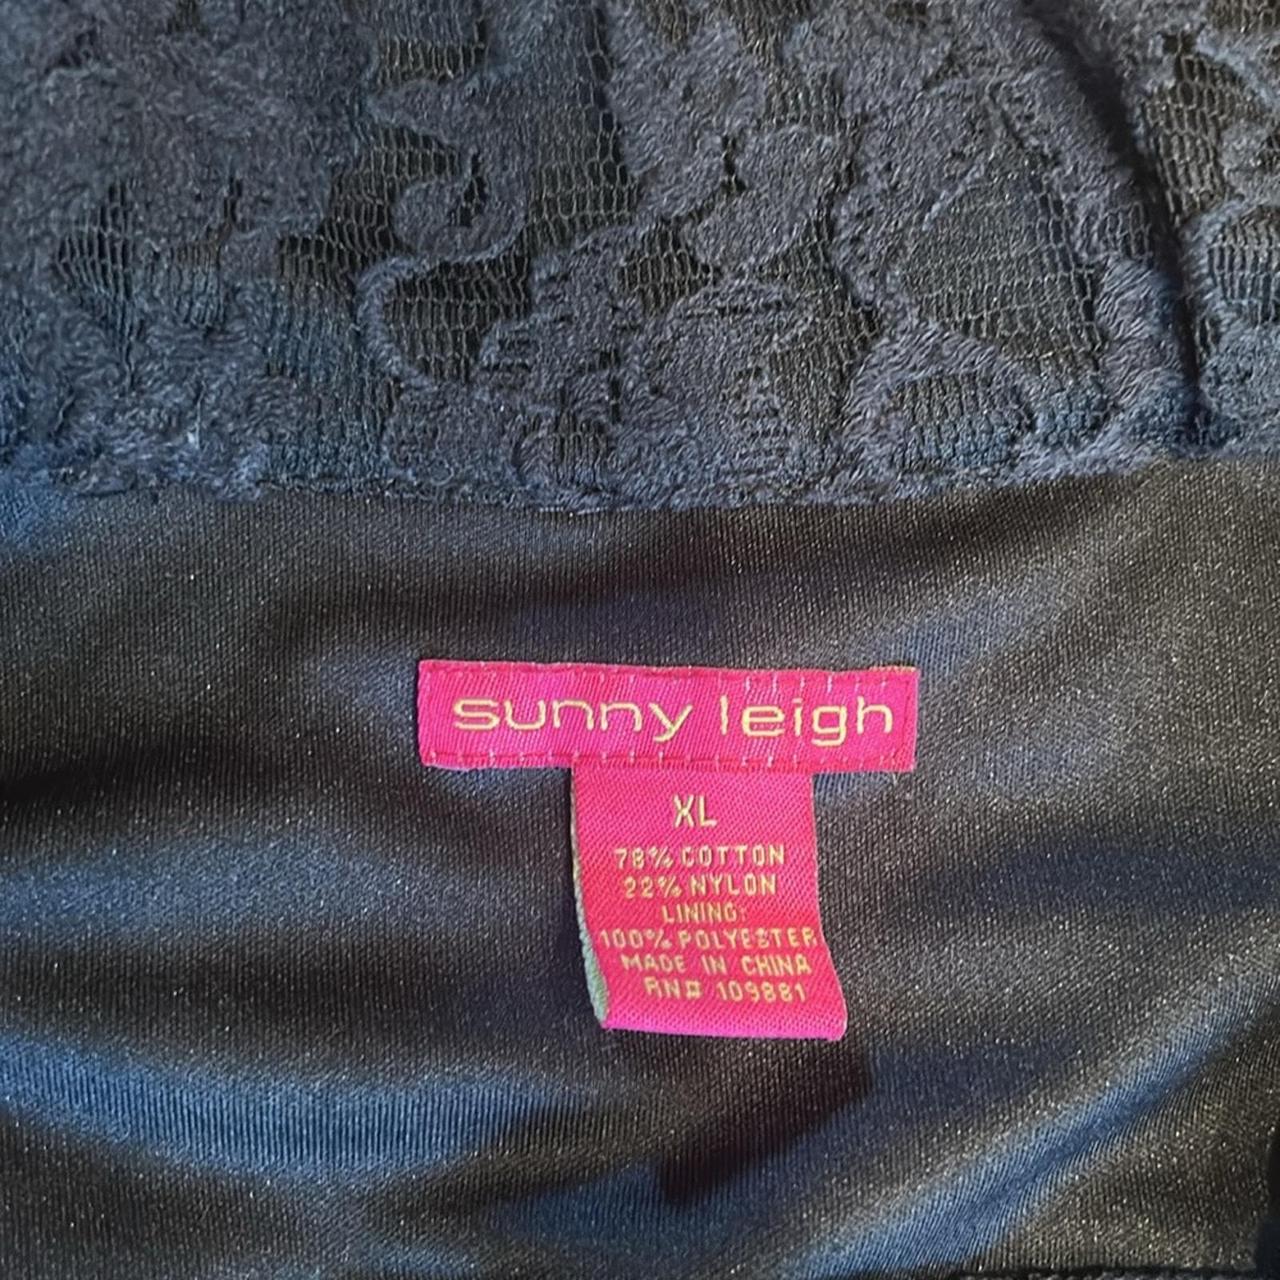 sunny leigh
XL
78% COTTON
22% NYLON
LINING:
100% POLYESTER
MADE IN CHINA
RN# 109881